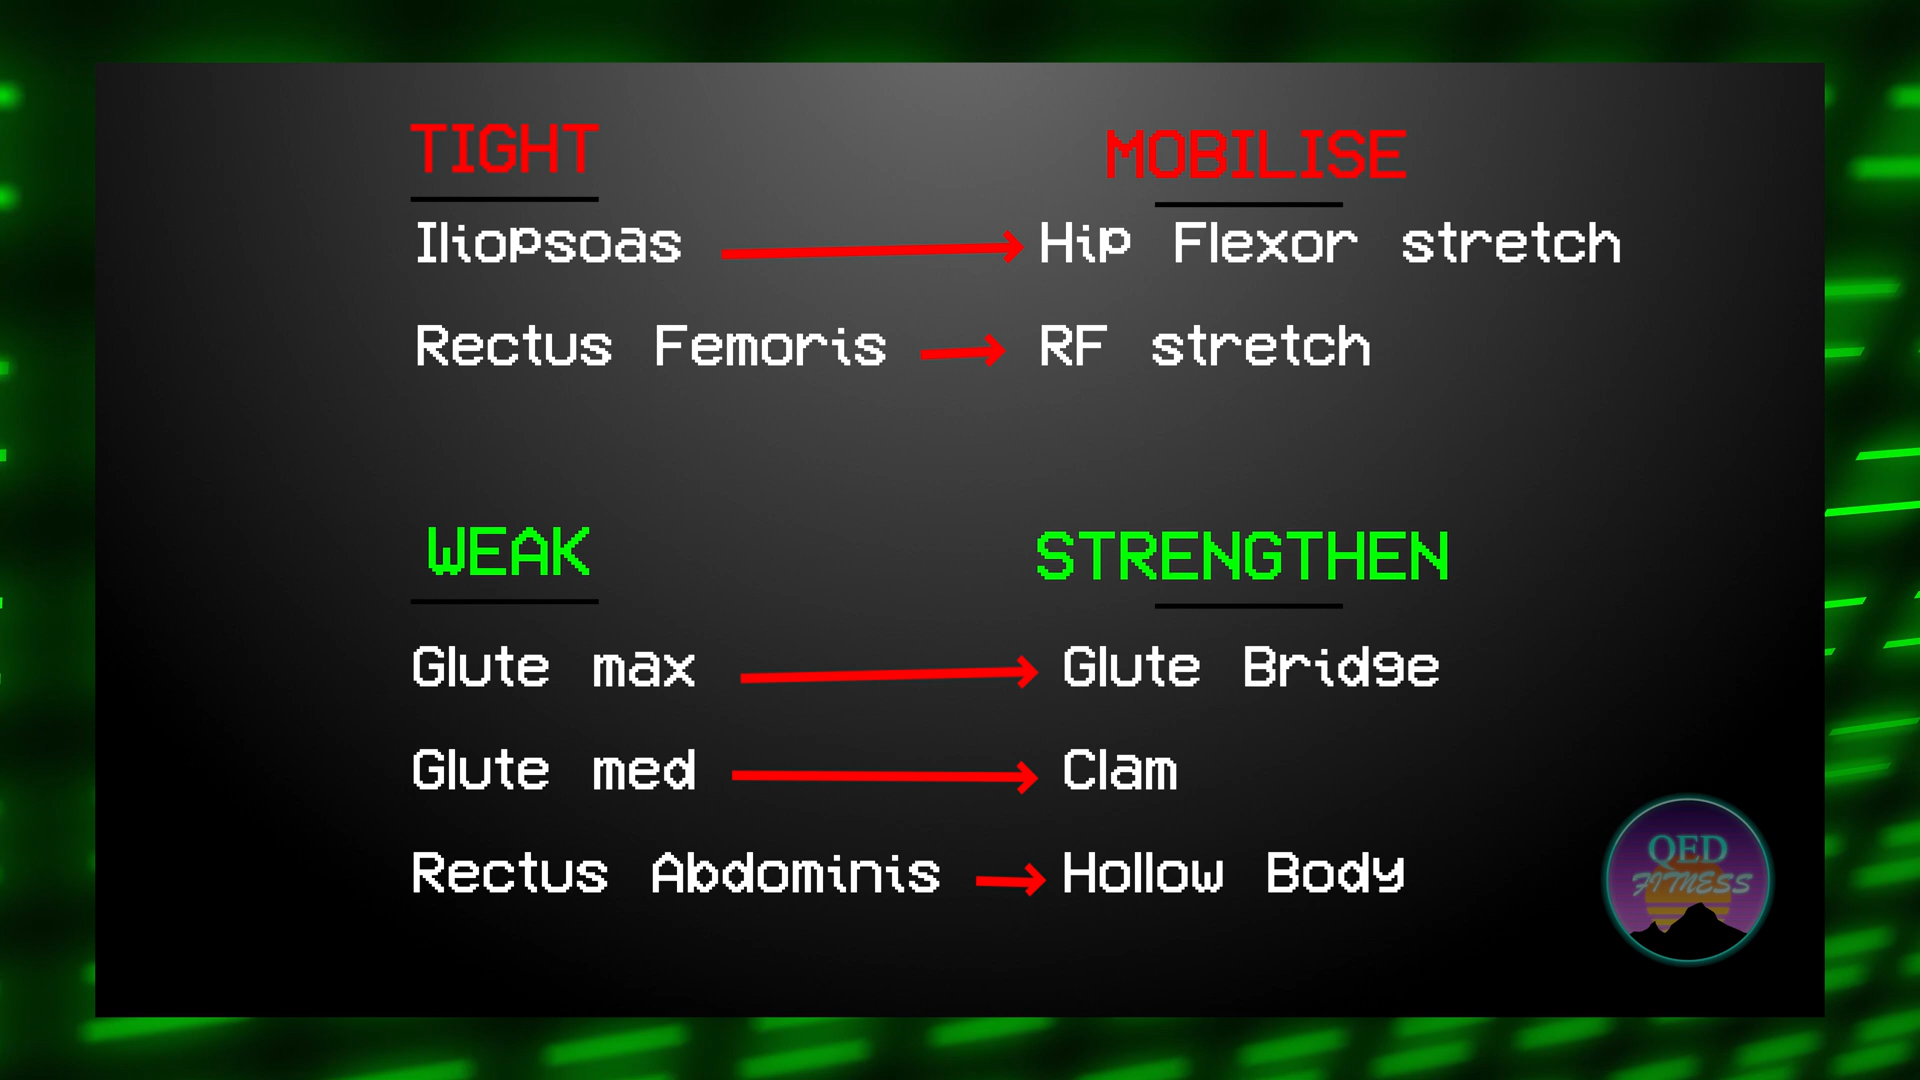 TIGHT MOBILISE
Iliopsoas Hip Flexor stretch
Rectus Femoris RF stretch
WEAK STRENGTHEN
Glute max Glute Bridge
Glute med Clam
Rectus Abdominis Hollow Body
QED
FITNESS